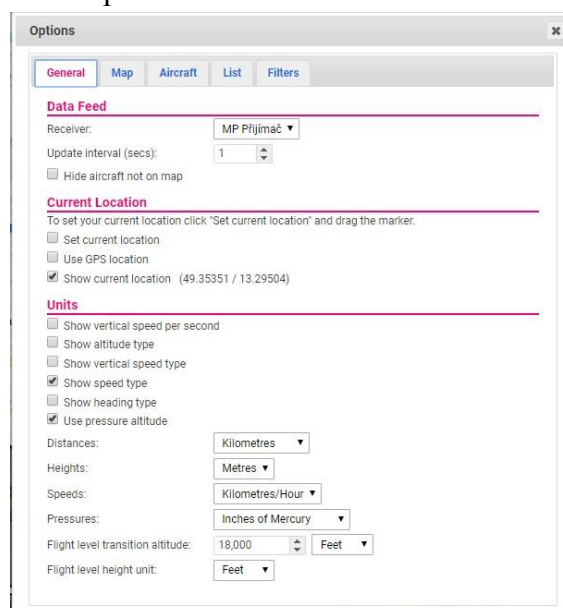 Options
General Map Aircraft List Filters
Data Feed
Receiver: MP Přijímač
Update interval (secs): 1
Hide aircraft not on map
Current Location
To set your current location click "Set current location" and drag the marker.
Set current location
Use GPS location
Show current location (49.35351 / 13.29504)
Units
Show vertical speed per second
Show altitude type
Show vertical speed type
Show speed type
Show heading type
Use pressure altitude
Distances: Kilometres
Heights: Metres
Speeds: Kilometres/Hour
Pressures: Inches of Mercury
Flight level transition altitude: 18,000 Feet
Flight level height unit: Feet